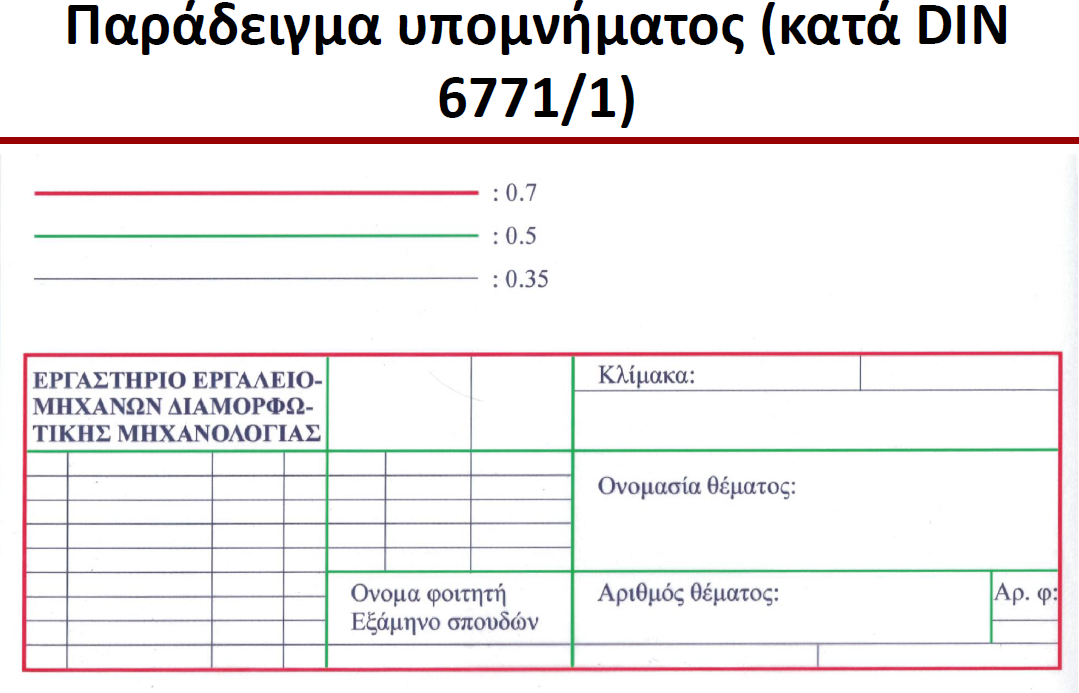 Παράδειγμα υπομνήματος (κατά DIN
6771/1)
: 0.7
: 0.5
: 0.35
ΕΡΓΑΣΤΗΡΙΟ ΕΡΓΑΛΕΙΟ-
ΜΗΧΑΝΩΝ ΔΙΑΜΟΡΦΩ-
ΤΙΚΗΣ ΜΗΧΑΝΟΛΟΓΙΑΣ
Κλίμακα:
Ονομασία θέματος:
Ονομα φοιτητή
Εξάμηνο σπουδών
Αριθμός θέματος:
Αρ. φ: